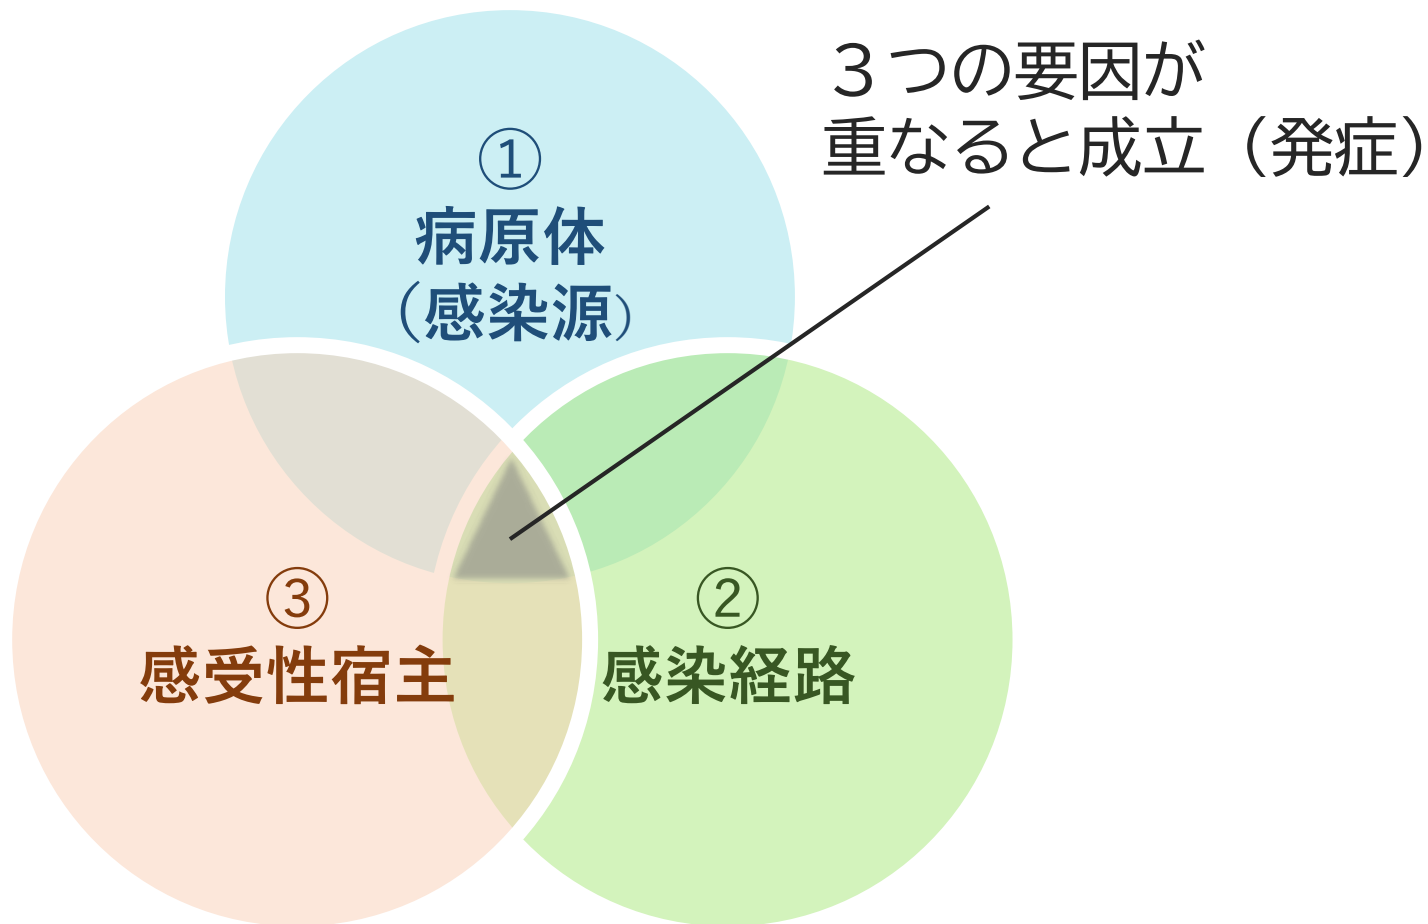 ３つの要因が
重なると成立（発症）
①
病原体
（感染源）
③
感受性宿主
②
感染経路